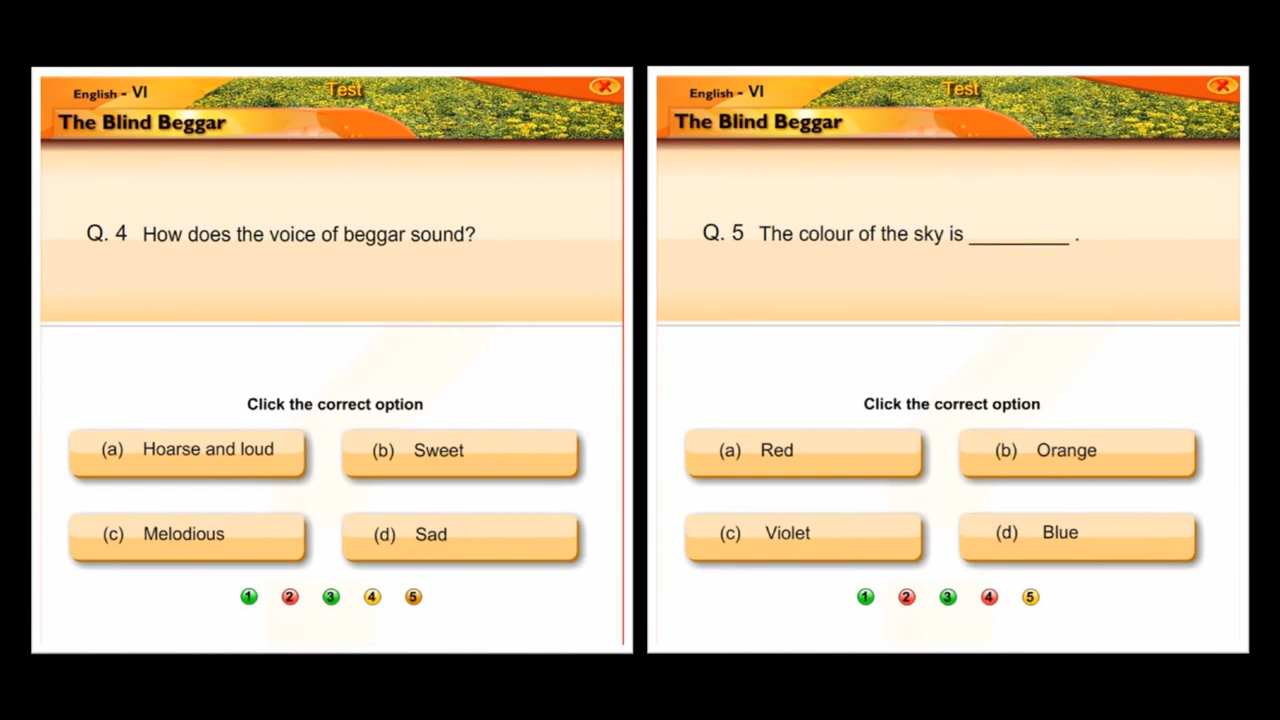 English - VI
Test
The Blind Beggar
Q. 4 How does the voice of beggar sound?
Click the correct option
(a) Hoarse and loud
(b) Sweet
(c) Melodious
(d) Sad
1 2 3 4 5
English - VI
Test
The Blind Beggar
Q. 5 The colour of the sky is _________ .
Click the correct option
(a) Red
(b) Orange
(c) Violet
(d) Blue
1 2 3 4 5